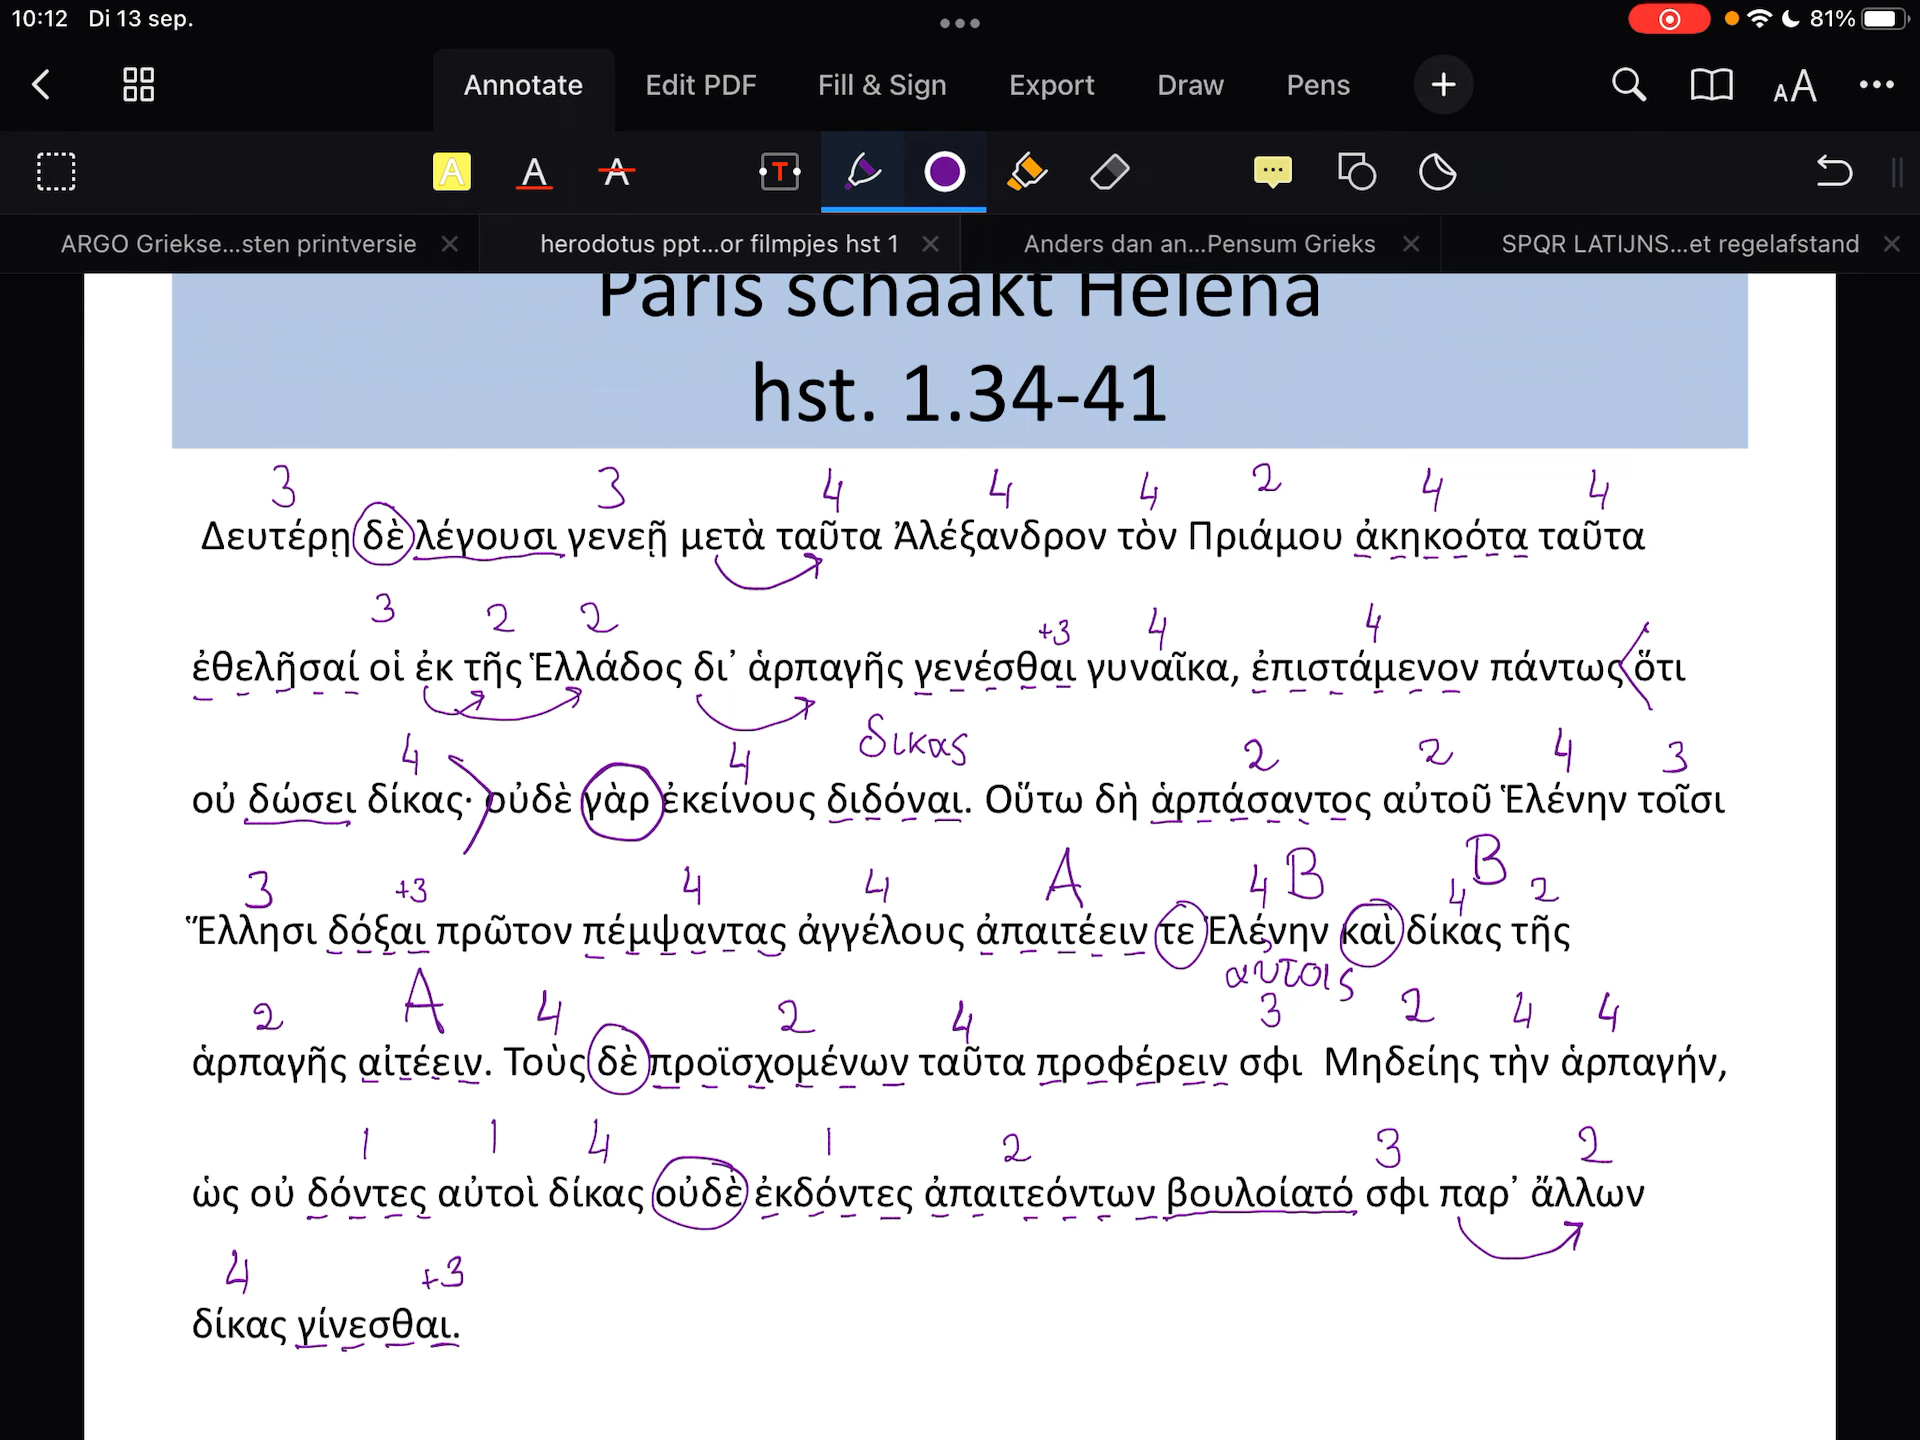 10:12 Di 13 sep. 81%
Annotate Edit PDF Fill & Sign Export Draw Pens
ARGO Griekse...sten printversie herodotus ppt...or filmpjes hst 1 Anders dan an...Pensum Grieks SPQR LATIJNS...et regelafstand
Paris schaakt Helena
hst. 1.34-41
3 3 4 4 4 2 4 4
Δευτέρῃ δὲ λέγουσι γενεῇ μετὰ ταῦτα Ἀλέξανδρον τὸν Πριάμου ἀκηκοότα ταῦτα
3 2 2 +3 4 4
ἐθελῆσαί οἱ ἐκ τῆς Ἑλλάδος δι’ ἁρπαγῆς γενέσθαι γυναῖκα, ἐπιστάμενον πάντως ὅτι
4 4 δικας 2 2 4 3
οὐ δώσει δίκας· οὐδὲ γὰρ ἐκείνους διδόναι. Οὕτω δὴ ἁρπάσαντος αὐτοῦ Ἑλένην τοῖσι
3 +3 4 4 A 4 B 4 B 2
Ἕλλησι δόξαι πρῶτον πέμψαντας ἀγγέλους ἀπαιτέειν τε Ἑλένην καὶ δίκας τῆς
2 A 4 2 4 αὐτοις 3 2 4 4
ἁρπαγῆς αἰτέειν. Τοὺς δὲ προϊσχομένων ταῦτα προφέρειν σφι Μηδείης τὴν ἁρπαγήν,
1 1 4 1 2 3 2
ὡς οὐ δόντες αὐτοὶ δίκας οὐδὲ ἐκδόντες ἀπαιτεόντων βουλοίατό σφι παρ’ ἄλλων
4 +3
δίκας γίνεσθαι.